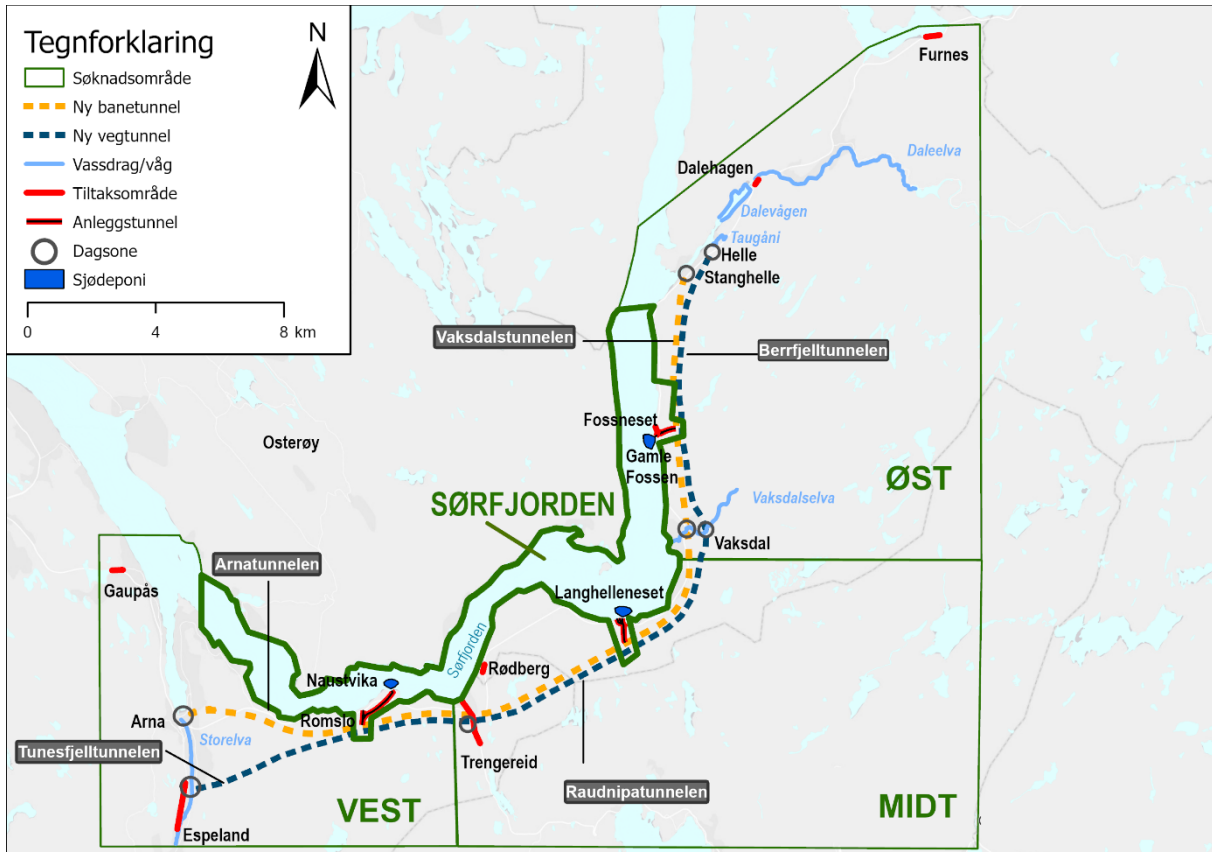 Tegnforklaring
N
Søknadsområde
Ny banetunnel
Ny vegtunnel
Vassdrag/våg
Tiltaksområde
Anleggstunnel
Dagsone
Sjødeponi
0 4 8 km
Furnes
Daleelva
Dalehagen
Dalevågen
Taugåni
Helle
Stanghelle
Vaksdalstunnelen
Berrfjelltunnelen
Fossneset
Osterøy
Gamle
Fossen
ØST
SØRFJORDEN
Vaksdalselva
Vaksdal
Arnatunnelen
Gaupås
Langhelleneset
Sørfjorden
Rødberg
Naustvika
Arna
Romslo
Storelva
Tunesfjelltunnelen
Trengereid
Raudnipatunnelen
VEST
MIDT
Espeland